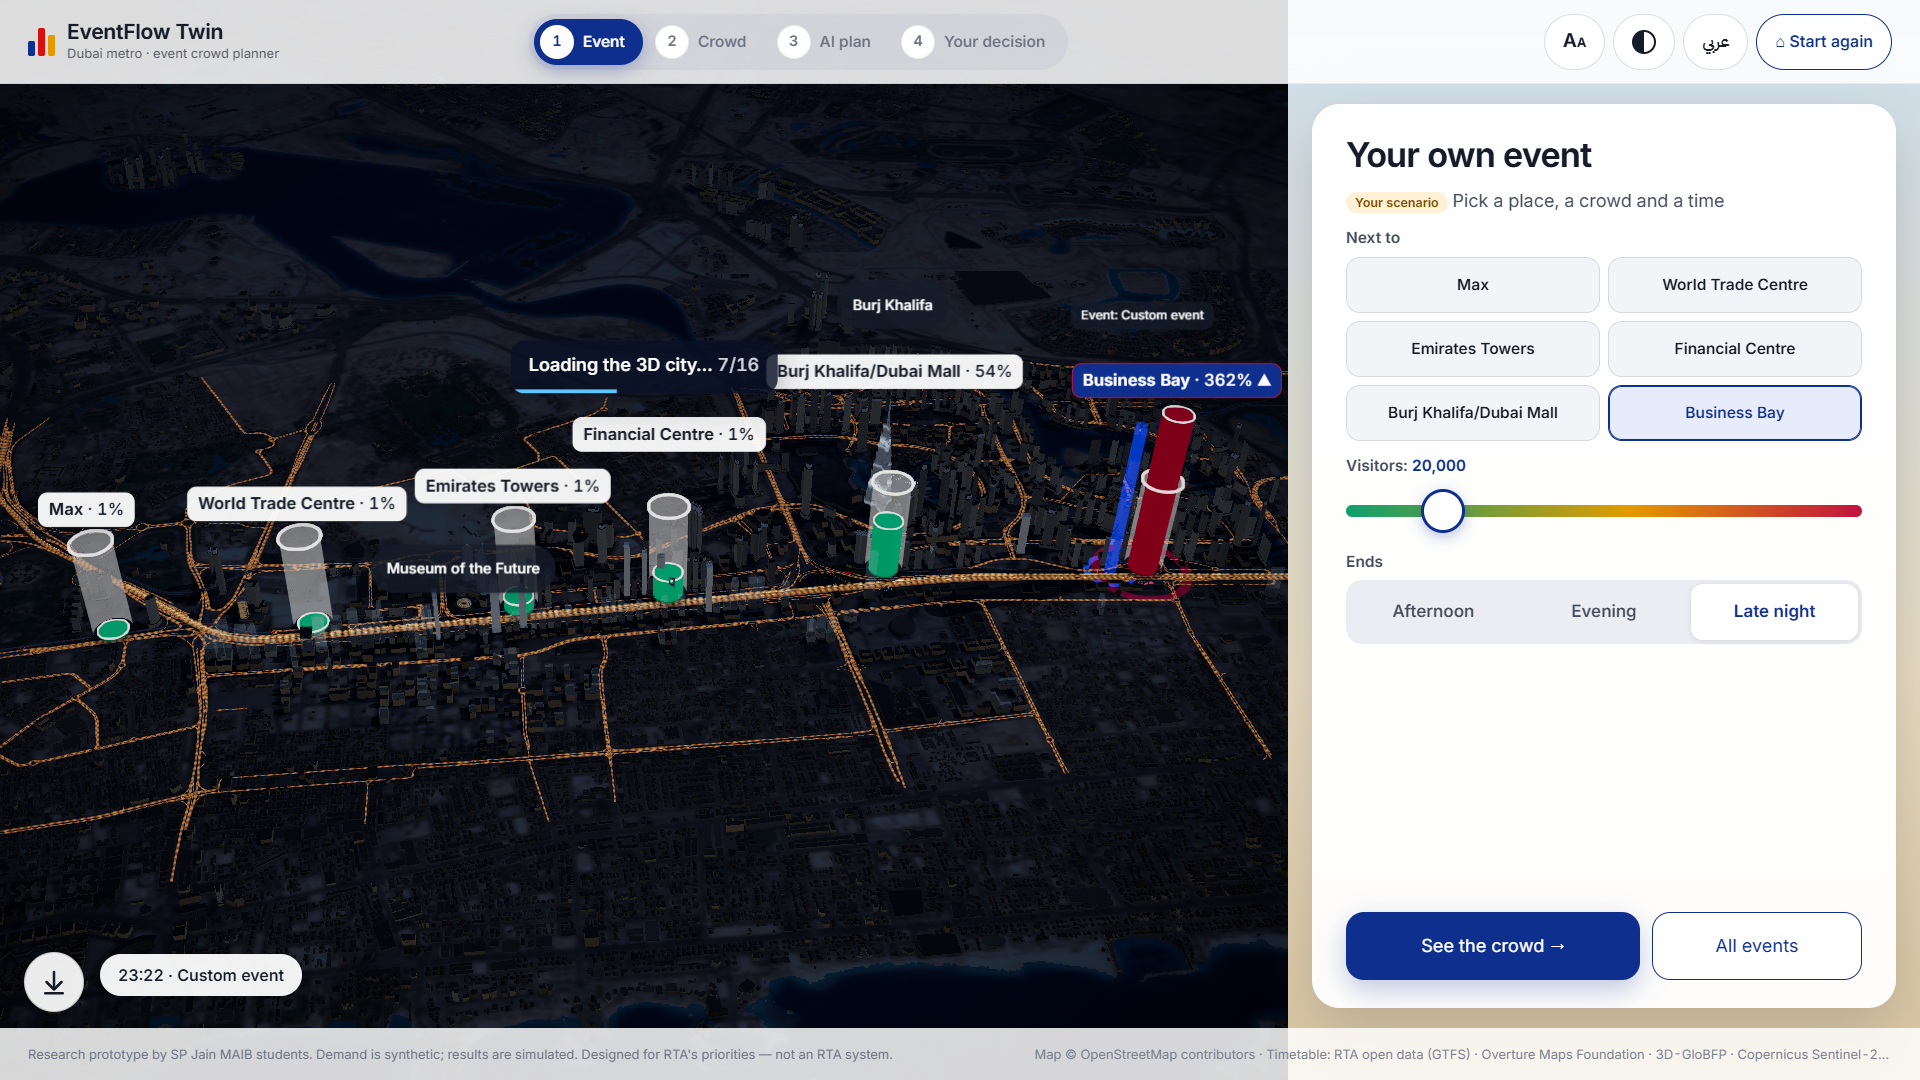 EventFlow Twin
Dubai metro · event crowd planner
1 Event
2 Crowd
3 AI plan
4 Your decision
AA
عربي
⌂ Start again
Burj Khalifa
Event: Custom event
Loading the 3D city... 7/16
Burj Khalifa/Dubai Mall · 54%
Business Bay · 362% ▲
Financial Centre · 1%
Emirates Towers · 1%
World Trade Centre · 1%
Max · 1%
Museum of the Future
23:22 · Custom event
Your own event
Your scenario Pick a place, a crowd and a time
Next to
Max
World Trade Centre
Emirates Towers
Financial Centre
Burj Khalifa/Dubai Mall
Business Bay
Visitors: 20,000
Ends
Afternoon
Evening
Late night
See the crowd →
All events
Research prototype by SP Jain MAIB students. Demand is synthetic; results are simulated. Designed for RTA's priorities — not an RTA system.
Map © OpenStreetMap contributors · Timetable: RTA open data (GTFS) · Overture Maps Foundation · 3D-GloBFP · Copernicus Sentinel-2...